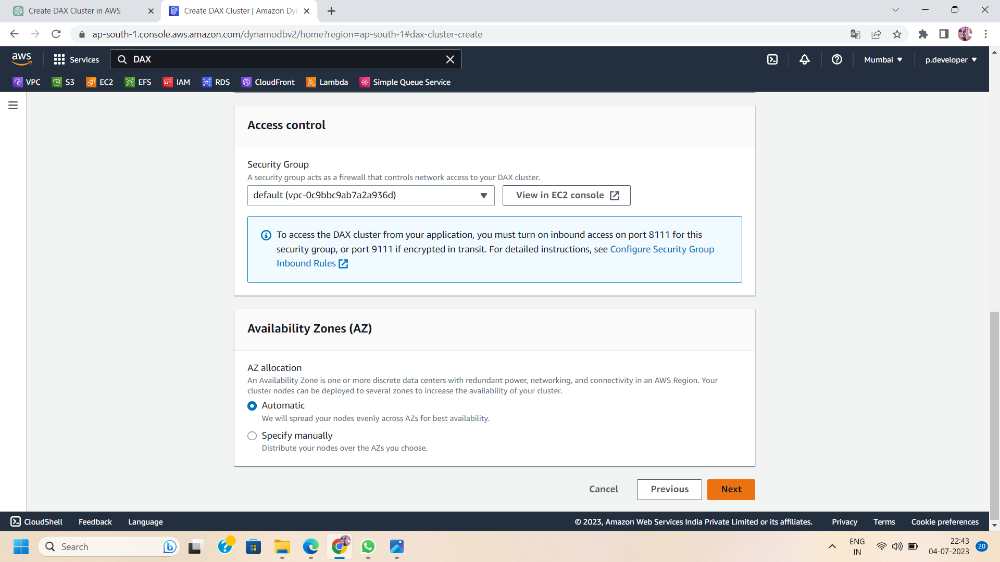 Create DAX Cluster in AWS
Create DAX Cluster | Amazon Dy
ap-south-1.console.aws.amazon.com/dynamodbv2/home?region=ap-south-1#dax-cluster-create
aws
Services
DAX
Mumbai
p.developer
VPC
S3
EC2
EFS
IAM
RDS
CloudFront
Lambda
Simple Queue Service
Access control
Security Group
A security group acts as a firewall that controls network access to your DAX cluster.
default (vpc-0c9bbc9ab7a2a936d)
View in EC2 console
To access the DAX cluster from your application, you must turn on inbound access on port 8111 for this
security group, or port 9111 if encrypted in transit. For detailed instructions, see Configure Security Group
Inbound Rules
Availability Zones (AZ)
AZ allocation
An Availability Zone is one or more discrete data centers with redundant power, networking, and connectivity in an AWS Region. Your
cluster nodes can be deployed to several zones to increase the availability of your cluster.
Automatic
We will spread your nodes evenly across AZs for best availability.
Specify manually
Distribute your nodes over the AZs you choose.
Cancel
Previous
Next
CloudShell
Feedback
Language
© 2023, Amazon Web Services India Private Limited or its affiliates.
Privacy
Terms
Cookie preferences
Search
ENG
IN
22:43
04-07-2023
20